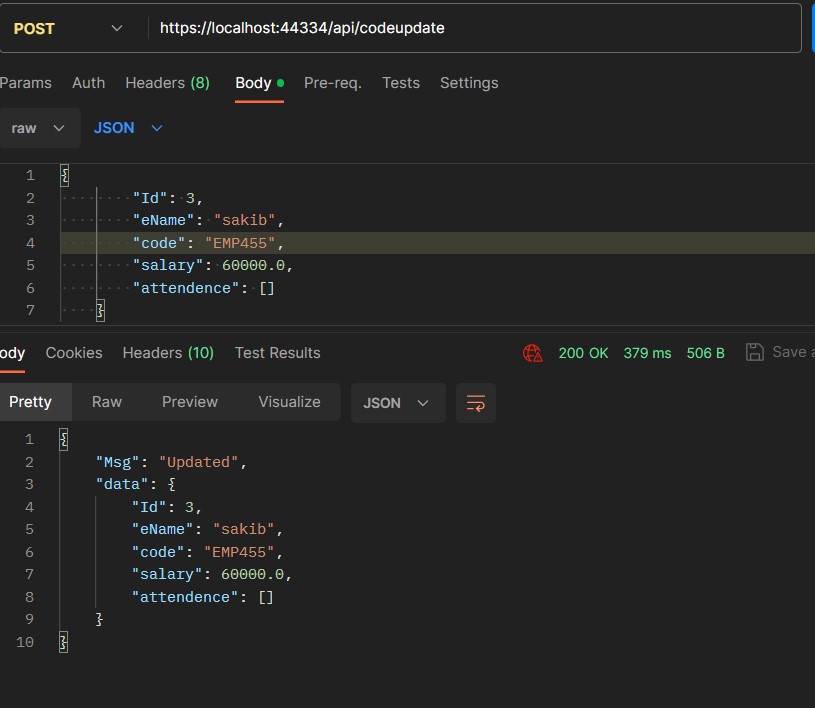 POST https://localhost:44334/api/codeupdate
Params Auth Headers (8) Body Pre-req. Tests Settings
raw JSON
1 {
2 "Id": 3,
3 "eName": "sakib",
4 "code": "EMP455",
5 "salary": 60000.0,
6 "attendence": []
7 }
ody Cookies Headers (10) Test Results 200 OK 379 ms 506 B Save a
Pretty Raw Preview Visualize JSON
1 {
2 "Msg": "Updated",
3 "data": {
4 "Id": 3,
5 "eName": "sakib",
6 "code": "EMP455",
7 "salary": 60000.0,
8 "attendence": []
9 }
10 }